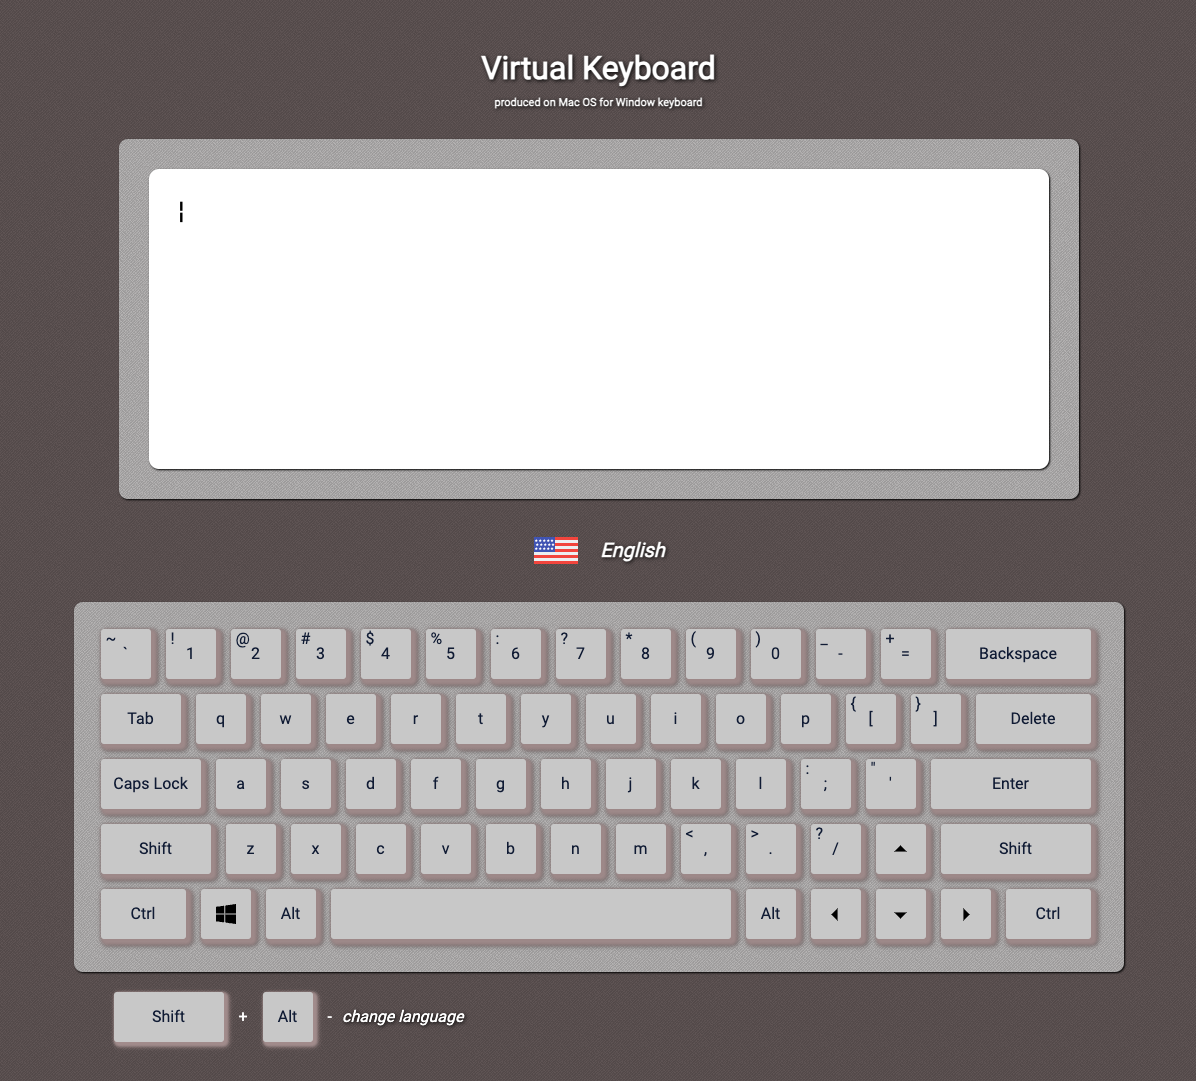 Virtual Keyboard
produced on Mac OS for Window keyboard
¦
English
~ ` ! 1 @ 2 # 3 $ 4 % 5 : 6 ? 7 * 8 ( 9 ) 0 _ - + = Backspace
Tab q w e r t y u i o p { [ } ] Delete
Caps Lock a s d f g h j k l : ; " ' Enter
Shift z x c v b n m < , > . ? / Shift
Ctrl Alt Alt Ctrl
Shift + Alt - change language